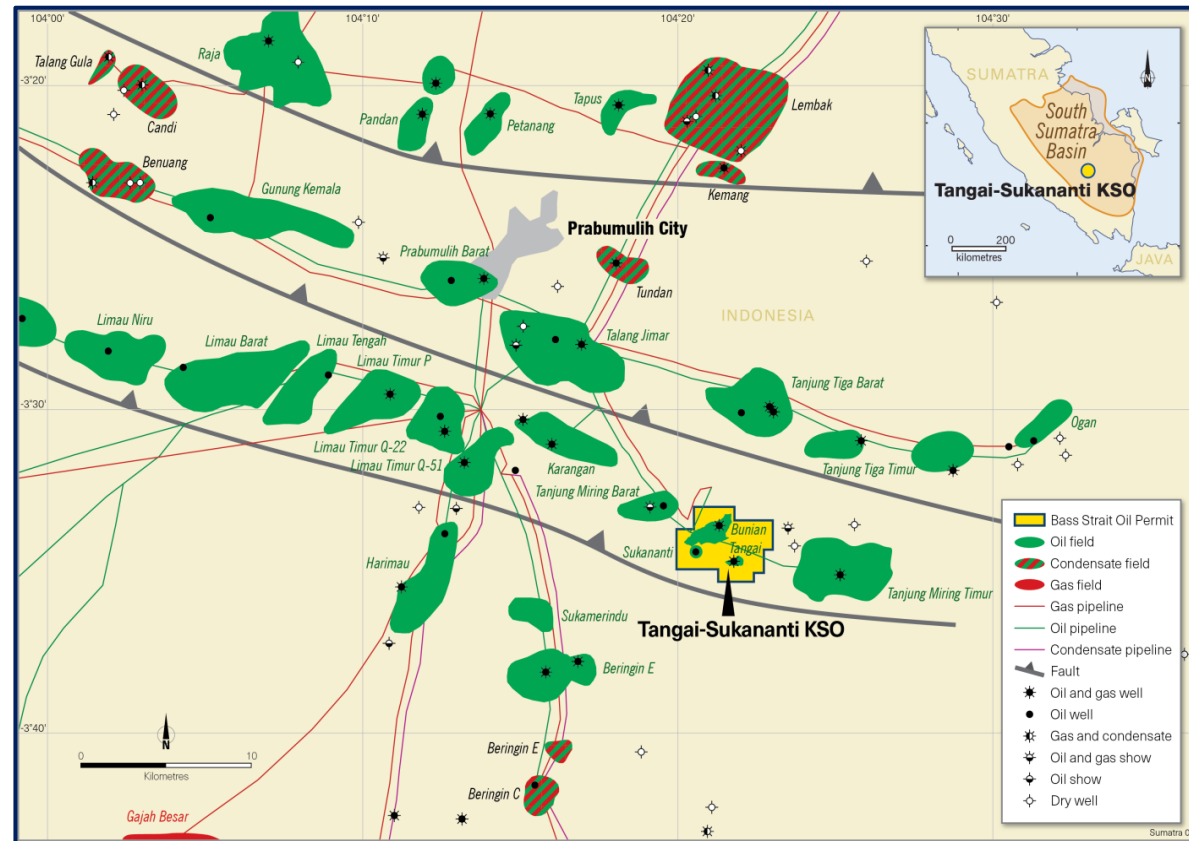 104°00'
104°10'
104°20'
104°30'
-3°20'
-3°30'
-3°40'
Talang Gula
Raja
Candi
Pandan
Petanang
Tapus
Lembak
Kemang
Benuang
Gunung Kemala
Prabumulih City
Prabumulih Barat
Tundan
INDONESIA
Limau Niru
Limau Barat
Limau Tengah
Limau Timur P
Talang Jimar
Tanjung Tiga Barat
Ogan
Limau Timur Q-22
Limau Timur Q-51
Karangan
Tanjung Tiga Timur
Tanjung Miring Barat
Bunian
Sukananti
Tangai
Harimau
Tanjung Miring Timur
Sukamerindu
Tangai-Sukananti KSO
Beringin E
Beringin E
Beringin C
Gajah Besar
N
0
10
Kilometres
N
SUMATRA
South
Sumatra
Basin
Tangai-Sukananti KSO
0
200
kilometres
JAVA
Bass Strait Oil Permit
Oil field
Condensate field
Gas field
Gas pipeline
Oil pipeline
Condensate pipeline
Fault
Oil and gas well
Oil well
Gas and condensate
Oil and gas show
Oil show
Dry well